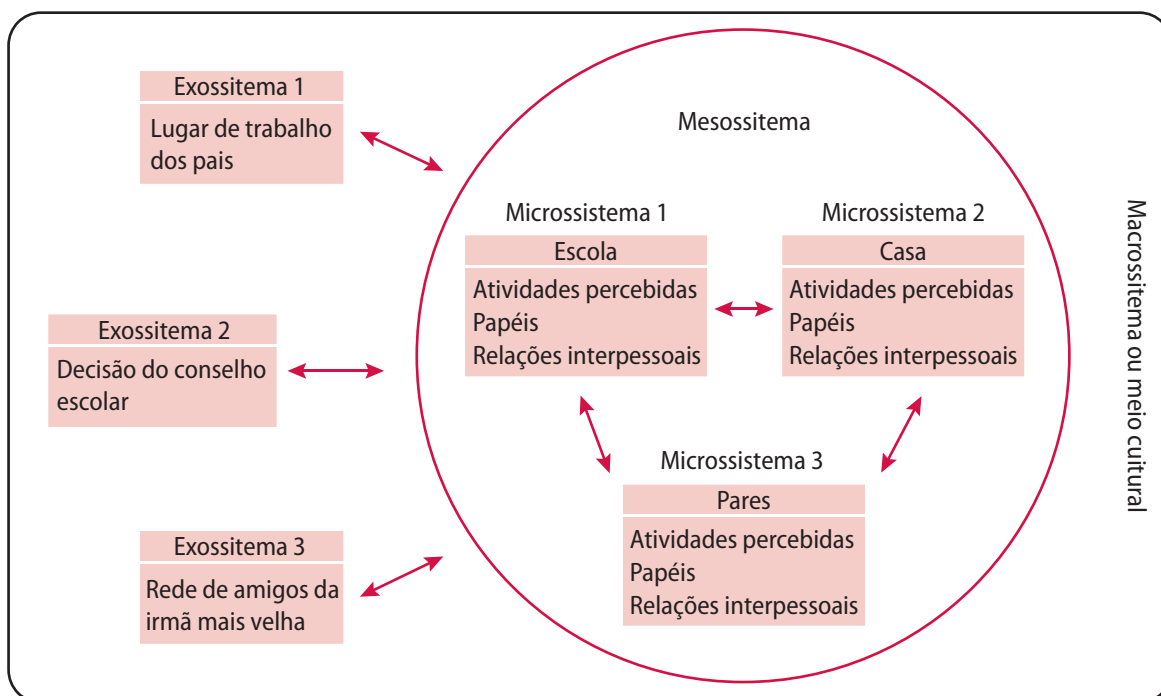 Exossitema 1
Lugar de trabalho
dos pais
Mesossitema
Microssistema 1
Escola
Atividades percebidas
Papéis
Relações interpessoais
Microssistema 2
Casa
Atividades percebidas
Papéis
Relações interpessoais
Exossitema 2
Decisão do conselho
escolar
Microssistema 3
Pares
Atividades percebidas
Papéis
Relações interpessoais
Exossitema 3
Rede de amigos da
irmã mais velha
Macrossitema ou meio cuitural